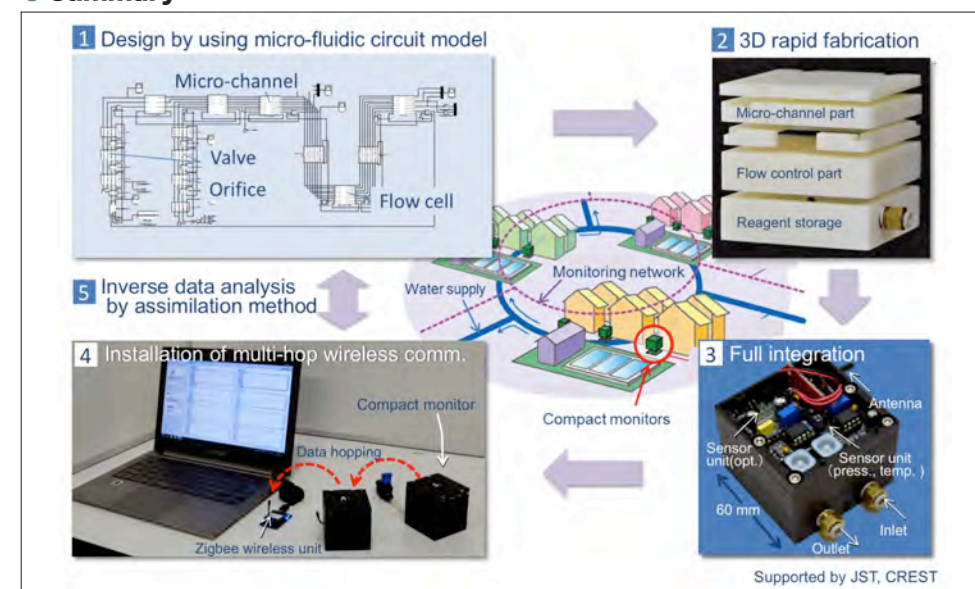 Summary
1 Design by using micro-fluidic circuit model
Micro-channel
Valve
Orifice
Flow cell
2 3D rapid fabrication
Micro-channel part
Flow control part
Reagent storage
5 Inverse data analysis
by assimilation method
Water supply
Monitoring network
Compact monitors
4 Installation of multi-hop wireless comm.
Compact monitor
Data hopping
Zigbee wireless unit
3 Full integration
Antenna
Sensor
unit(opt.)
Sensor unit
(press., temp. )
60 mm
Inlet
Outlet
Supported by JST, CREST